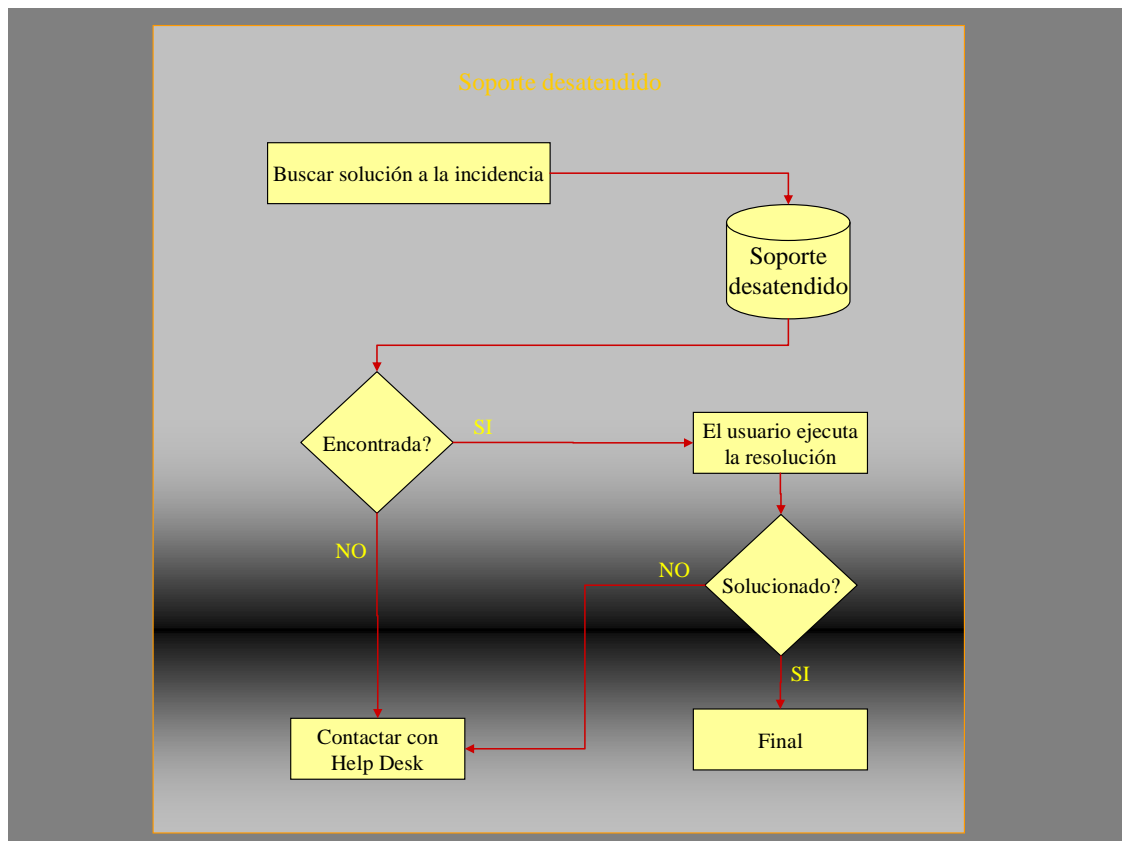 Soporte desatendido
Buscar solución a la incidencia
Soporte
desatendido
Encontrada?
SI
El usuario ejecuta
la resolución
NO
NO
Solucionado?
SI
Contactar con
Help Desk
Final